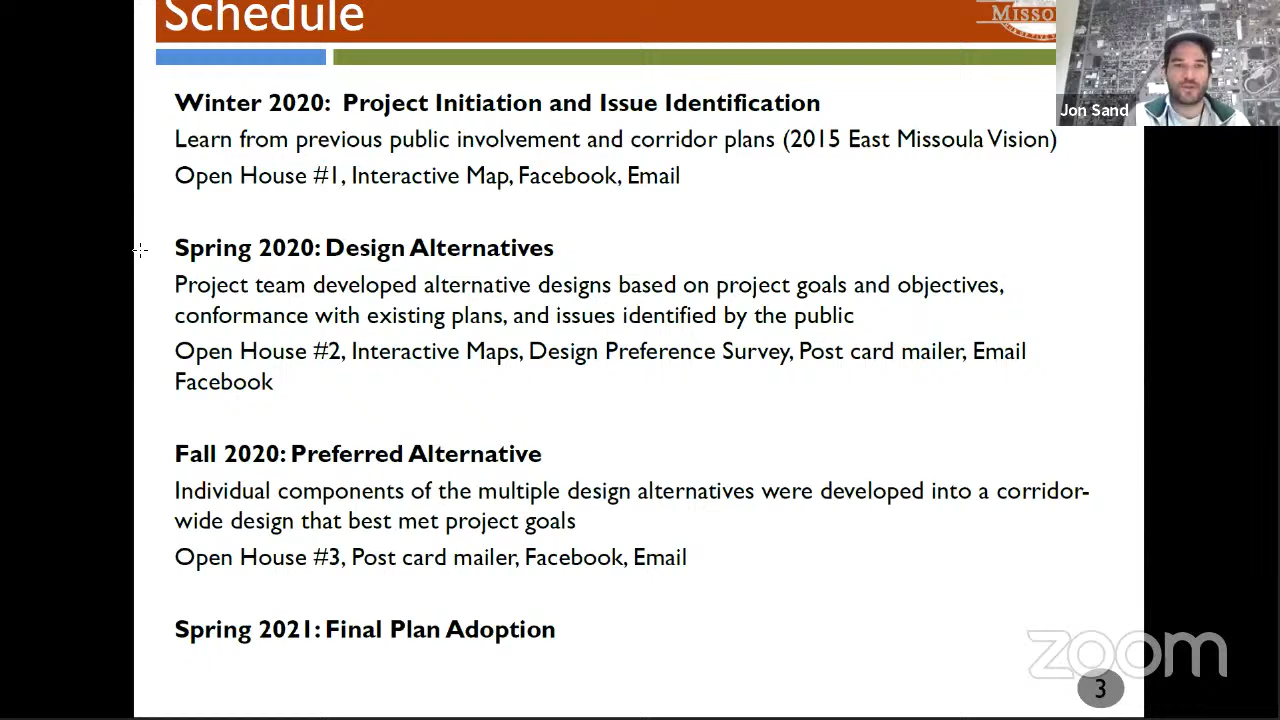 Schedule
Jon Sand
Winter 2020: Project Initiation and Issue Identification
Learn from previous public involvement and corridor plans (2015 East Missoula Vision)
Open House #1, Interactive Map, Facebook, Email
Spring 2020: Design Alternatives
Project team developed alternative designs based on project goals and objectives,
conformance with existing plans, and issues identified by the public
Open House #2, Interactive Maps, Design Preference Survey, Post card mailer, Email
Facebook
Fall 2020: Preferred Alternative
Individual components of the multiple design alternatives were developed into a corridor-
wide design that best met project goals
Open House #3, Post card mailer, Facebook, Email
Spring 2021: Final Plan Adoption
zoom
3